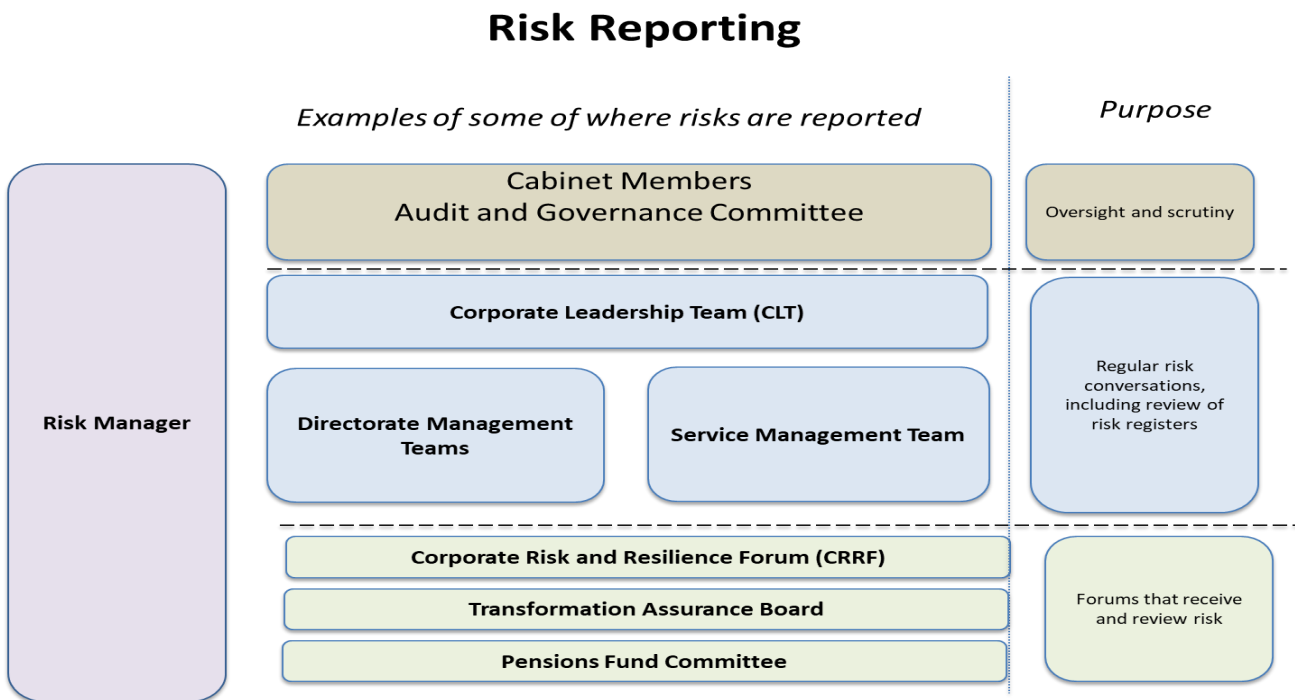 Risk Reporting
Examples of some of where risks are reported
Purpose
Risk Manager
Cabinet Members
Audit and Governance Committee
Oversight and scrutiny
Corporate Leadership Team (CLT)
Directorate Management
Teams
Service Management Team
Regular risk
conversations,
including review of
risk registers
Corporate Risk and Resilience Forum (CRRF)
Transformation Assurance Board
Pensions Fund Committee
Forums that receive
and review risk